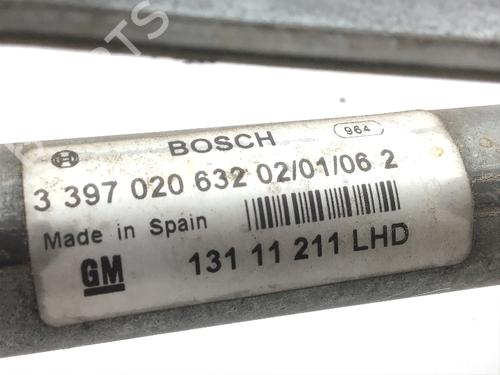 BOSCH
964
3 397 020 632 02/01/06 2
Made in Spain
GM
131 11 211 LHD